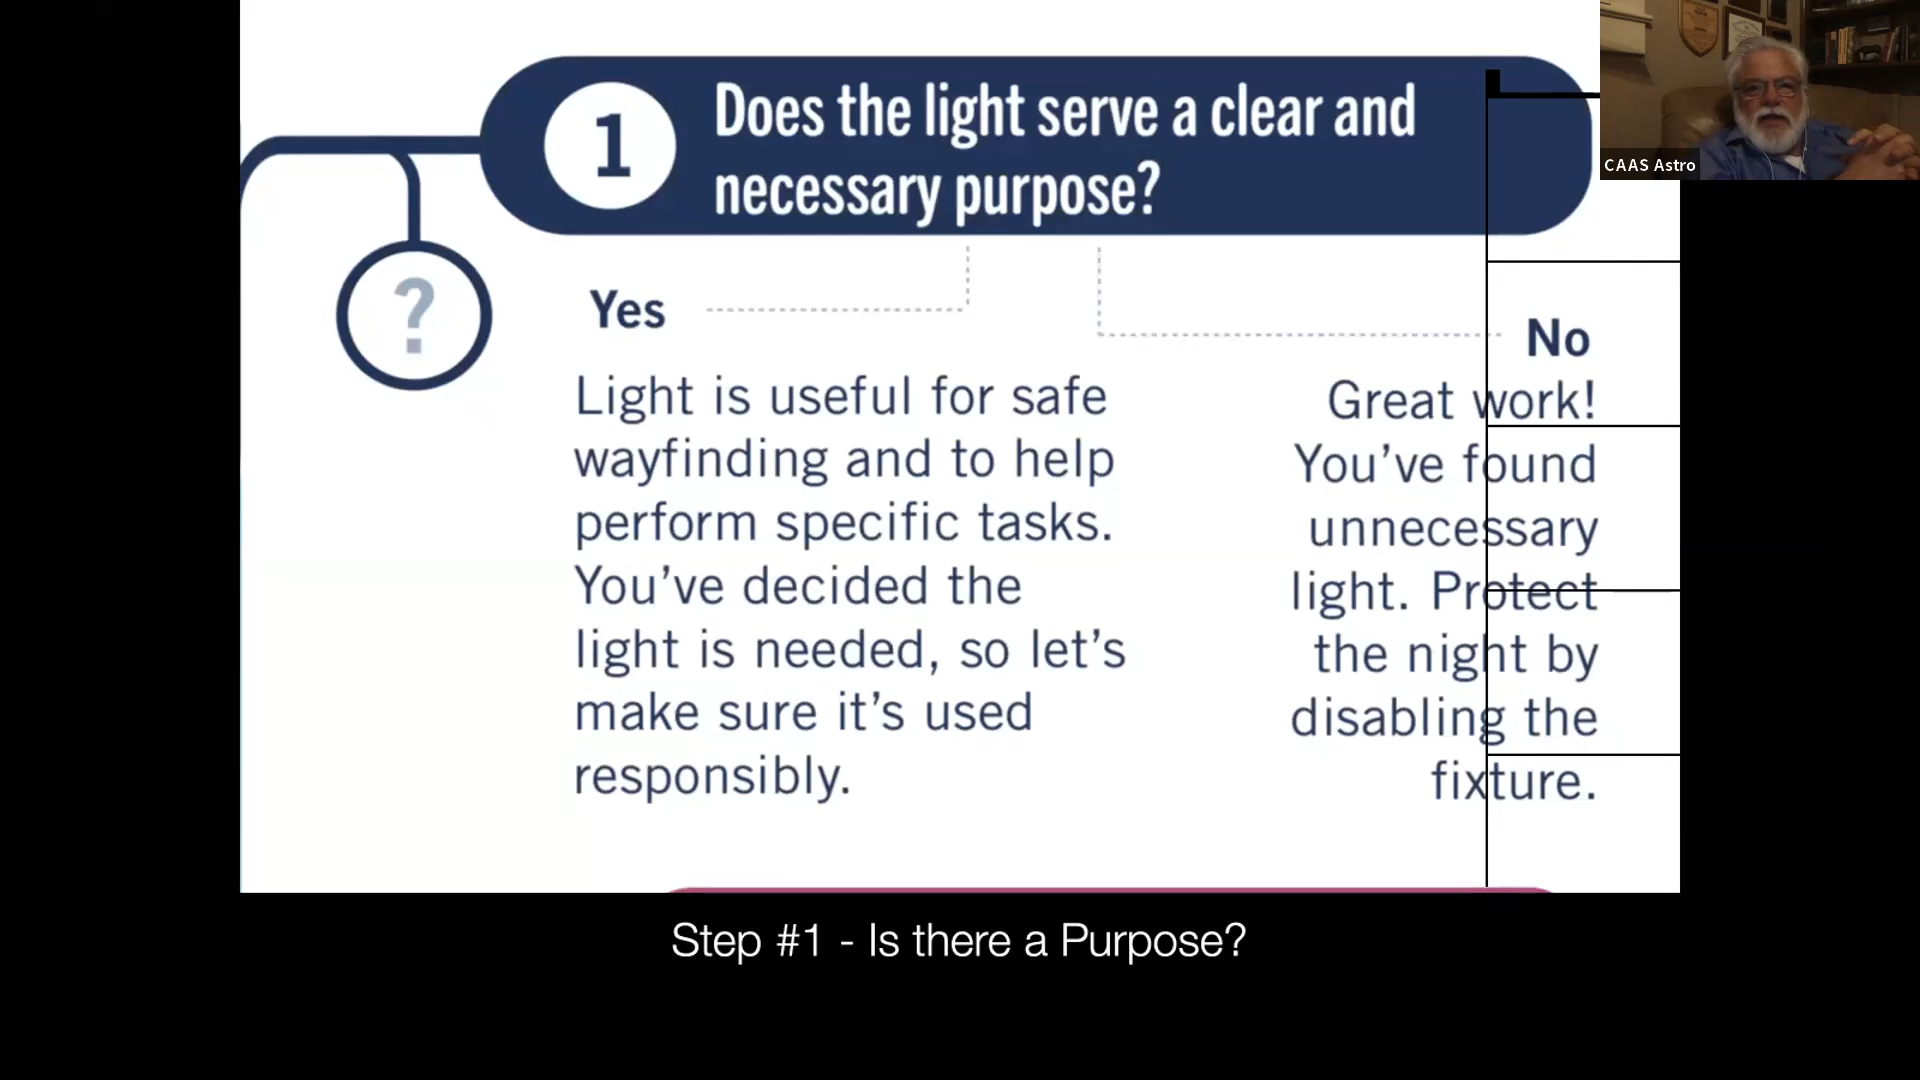 1
Does the light serve a clear and
necessary purpose?
CAAS Astro
?
Yes
Light is useful for safe
wayfinding and to help
perform specific tasks.
You’ve decided the
light is needed, so let’s
make sure it’s used
responsibly.
No
Great work!
You’ve found
unnecessary
light. Protect
the night by
disabling the
fixture.
Step #1 - Is there a Purpose?